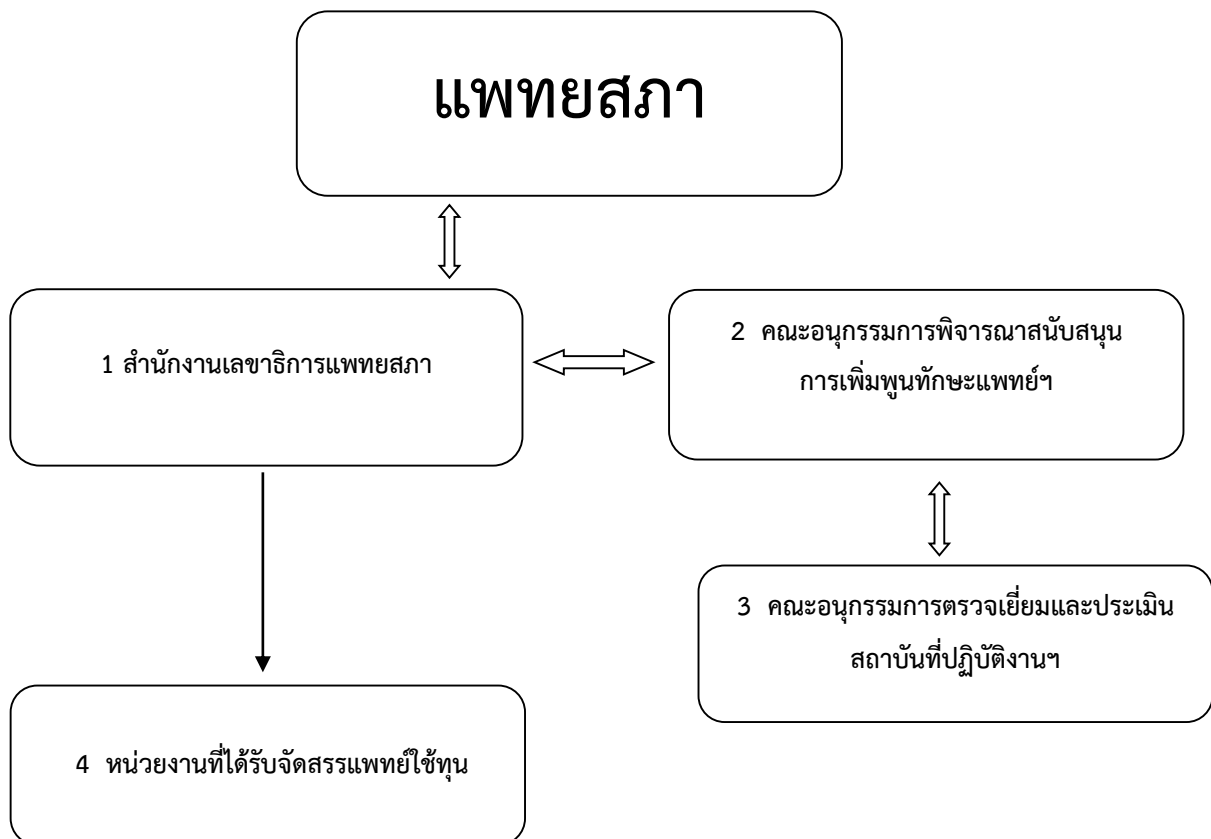 แพทยสภา
1 สำนักงานเลขาธิการแพทยสภา
2 คณะอนุกรรมการพิจารณาสนับสนุน
การเพิ่มพูนทักษะแพทย์ฯ
3 คณะอนุกรรมการตรวจเยี่ยมและประเมิน
สถาบันที่ปฏิบัติงานฯ
4 หน่วยงานที่ได้รับจัดสรรแพทย์ใช้ทุน